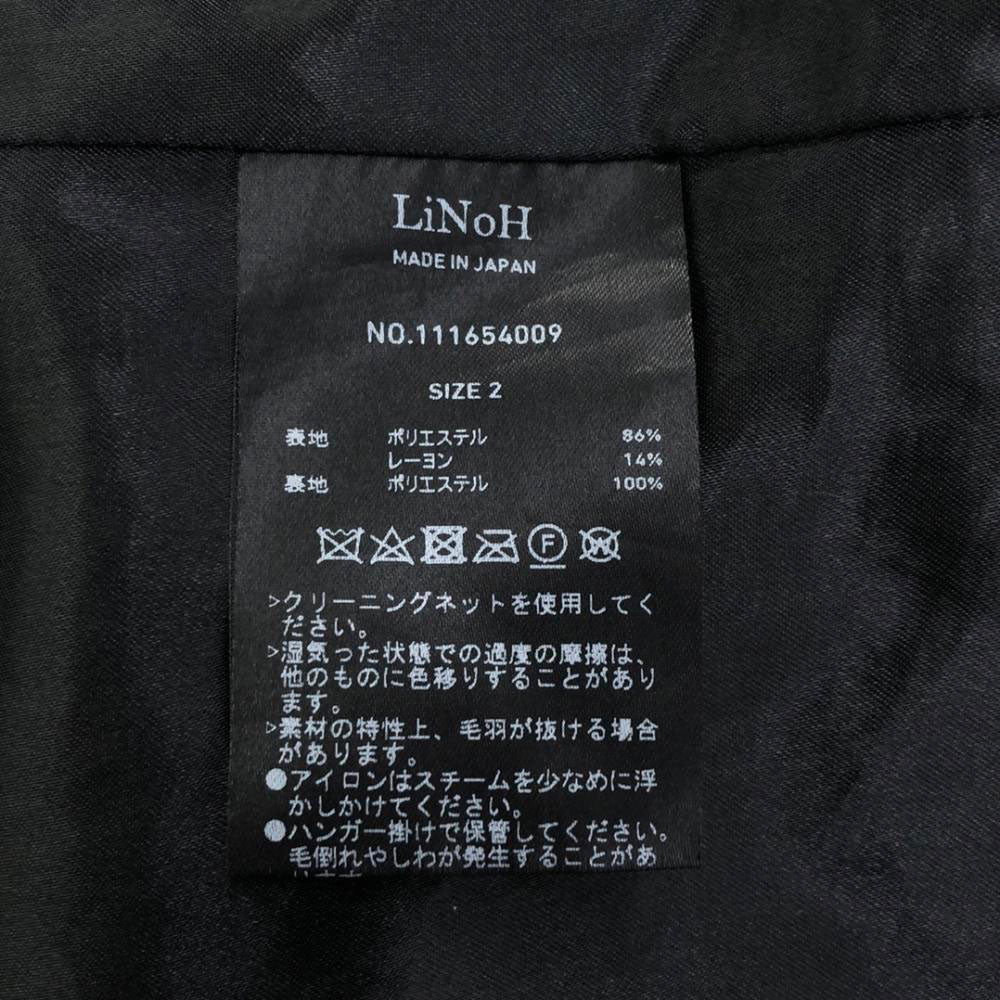 LiNoH
MADE IN JAPAN
NO.111654009
SIZE 2
表地 ポリエステル 86%
レーヨン 14%
裏地 ポリエステル 100%
F
W
▷クリーニングネットを使用してく
ださい。
▷湿気った状態での過度の摩擦は、
他のものに色移りすることがあり
ます。
▷素材の特性上、毛羽が抜ける場合
があります。
●アイロンはスチームを少なめに浮
かしかけてください。
●ハンガー掛けで保管してください。
毛倒れやしわが発生することがあ
ります。